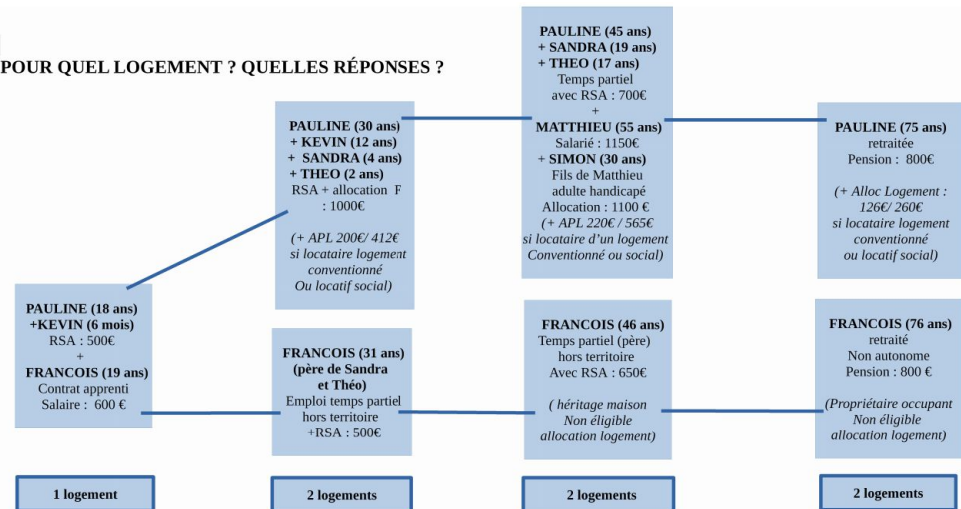 POUR QUEL LOGEMENT ? QUELLES RÉPONSES ?
PAULINE (18 ans)
+KEVIN (6 mois)
RSA : 500€
+
FRANCOIS (19 ans)
Contrat apprenti
Salaire : 600 €
1 logement
PAULINE (30 ans)
+ KEVIN (12 ans)
+ SANDRA (4 ans)
+ THEO (2 ans)
RSA + allocation F
: 1000€
(+ APL 200€/ 412€
si locataire logement
conventionné
Ou locatif social)
FRANCOIS (31 ans)
(père de Sandra
et Théo)
Emploi temps partiel
hors territoire
+RSA : 500€
2 logements
PAULINE (45 ans)
+ SANDRA (19 ans)
+ THEO (17 ans)
Temps partiel
avec RSA : 700€
+
MATTHIEU (55 ans)
Salarié : 1150€
+ SIMON (30 ans)
Fils de Matthieu
adulte handicapé
Allocation : 1100 €
(+ APL 220€ / 565€
si locataire d'un logement
Conventionné ou social)
FRANCOIS (46 ans)
Temps partiel (père)
hors territoire
Avec RSA : 650€
( héritage maison
Non éligible
allocation logement)
2 logements
PAULINE (75 ans)
retraitée
Pension : 800€
(+ Alloc Logement :
126€/ 260€
si locataire logement
conventionné
ou locatif social)
FRANCOIS (76 ans)
retraité
Non autonome
Pension : 800 €
(Propriétaire occupant
Non éligible
allocation logement)
2 logements